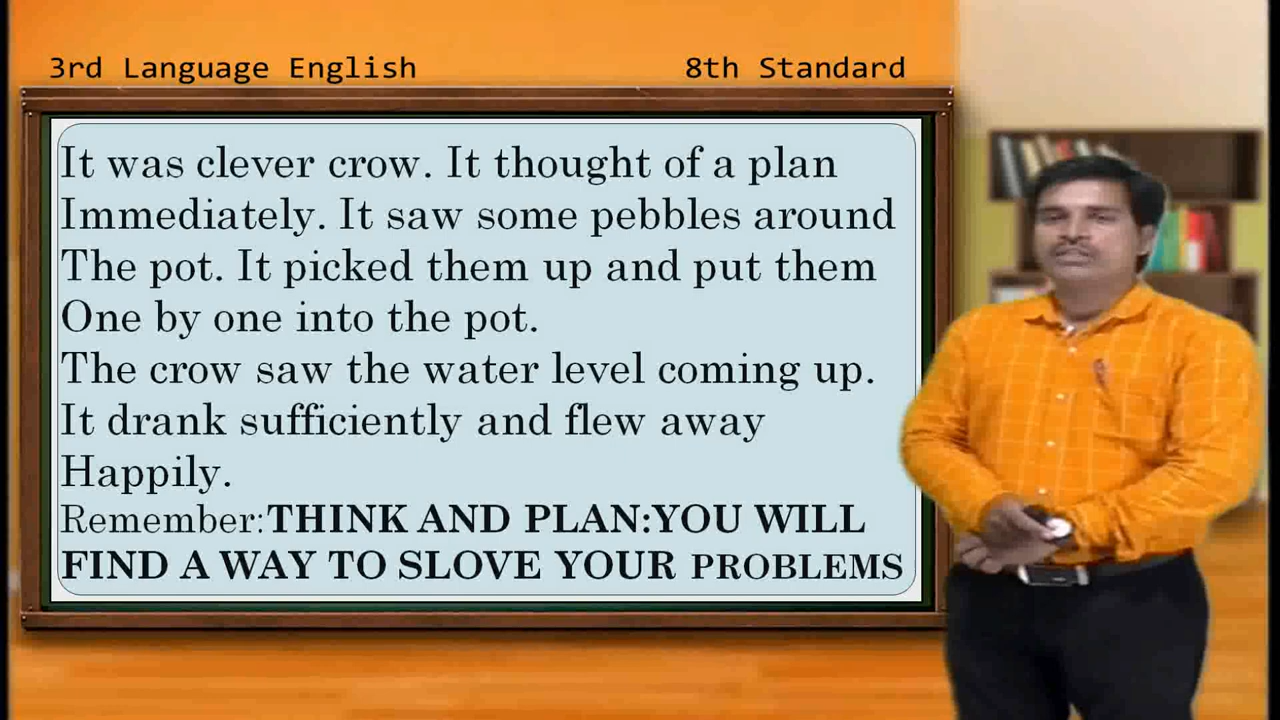 3rd Language English 8th Standard
It was clever crow. It thought of a plan
Immediately. It saw some pebbles around
The pot. It picked them up and put them
One by one into the pot.
The crow saw the water level coming up.
It drank sufficiently and flew away
Happily.
Remember:THINK AND PLAN:YOU WILL
FIND A WAY TO SLOVE YOUR PROBLEMS